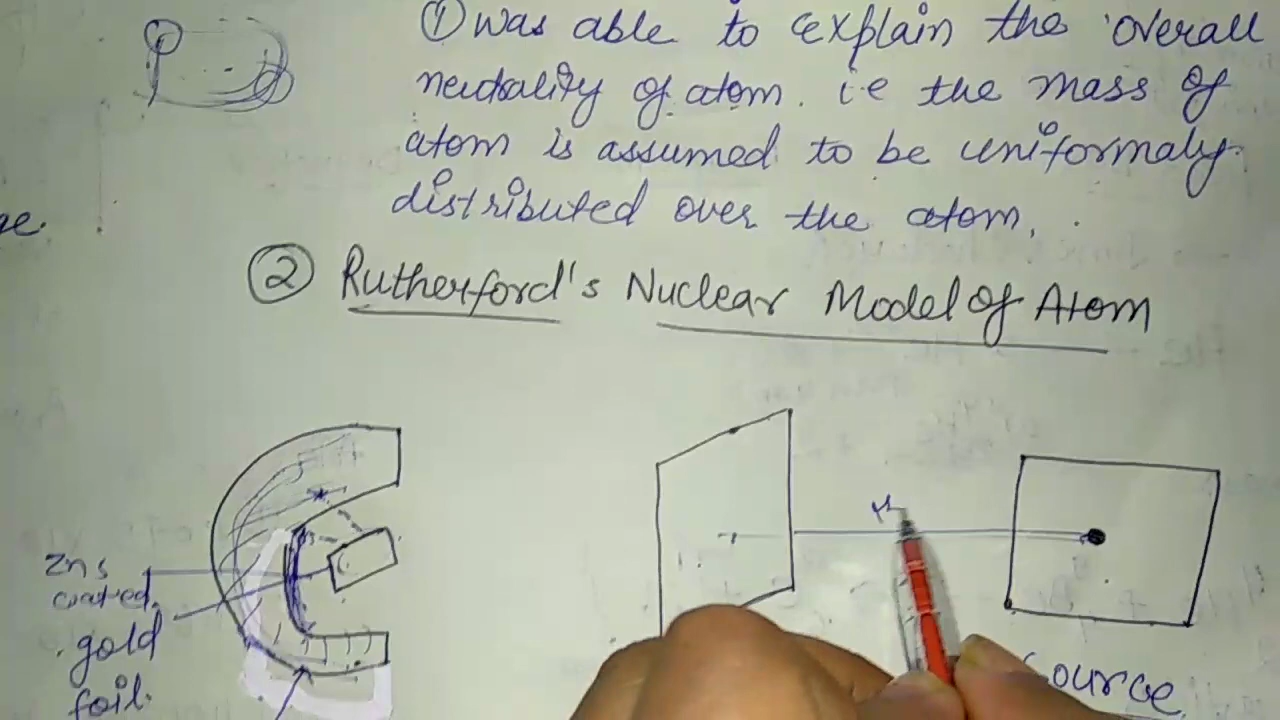 ① Was able to explain the overall
neutrality of atom. i.e the mass of
atom is assumed to be uniformaly
distributed over the atom.
② Rutherford's Nuclear Model of Atom
ZnS
coated
gold
foil